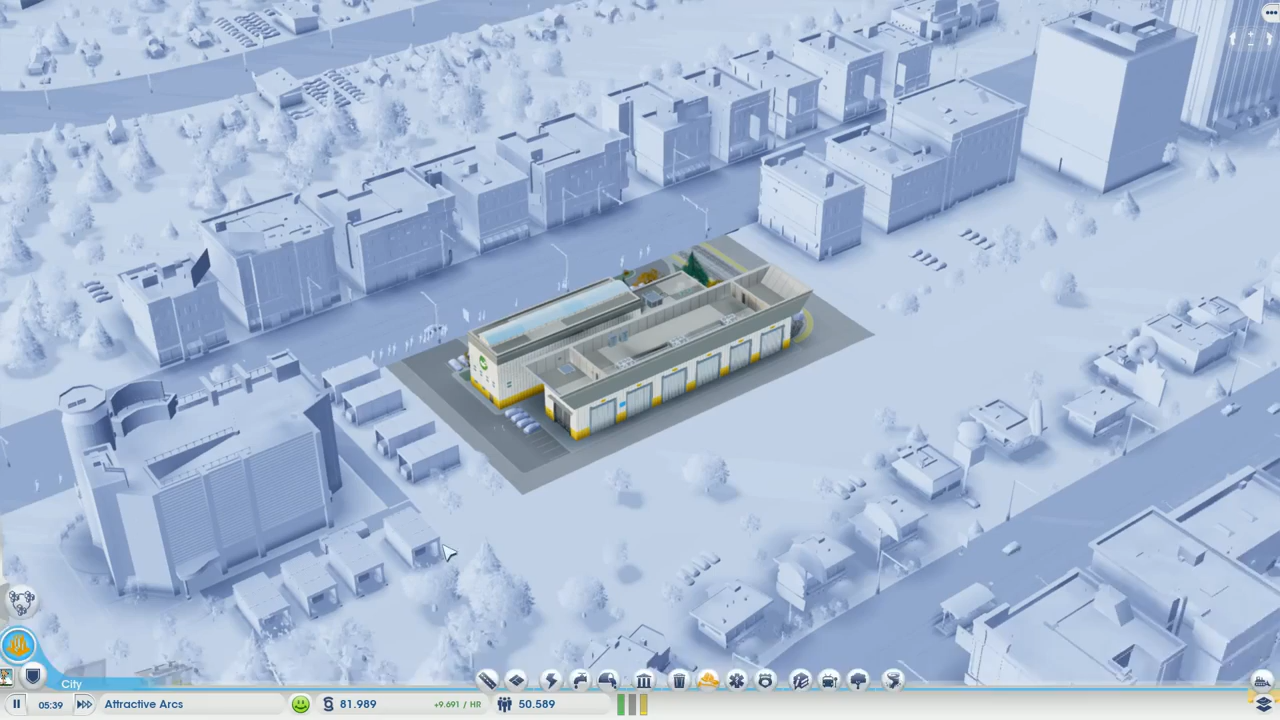 City
05:39
Attractive Arcs
81.989
+9.691 / HR
50.589